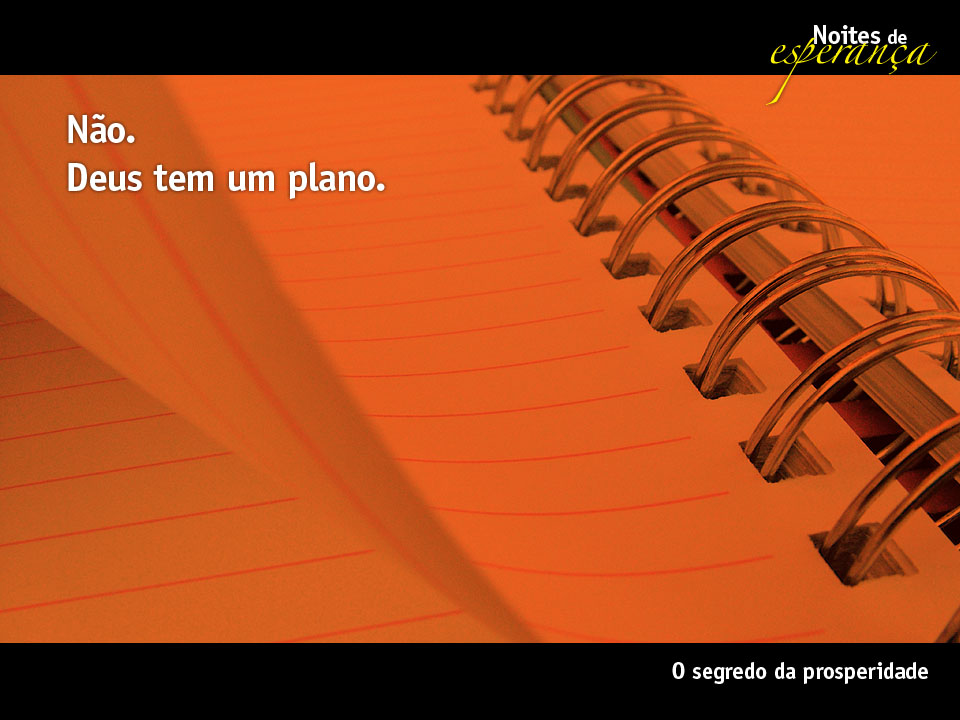 Noites de
esperança
Não.
Deus tem um plano.
O segredo da prosperidade